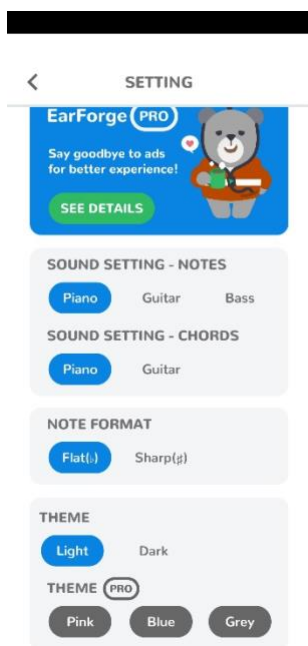 SETTING
EarForge PRO
Say goodbye to ads
for better experience!
SEE DETAILS
SOUND SETTING - NOTES
Piano Guitar Bass
SOUND SETTING - CHORDS
Piano Guitar
NOTE FORMAT
Flat(♭) Sharp(♯)
THEME
Light Dark
THEME PRO
Pink Blue Grey